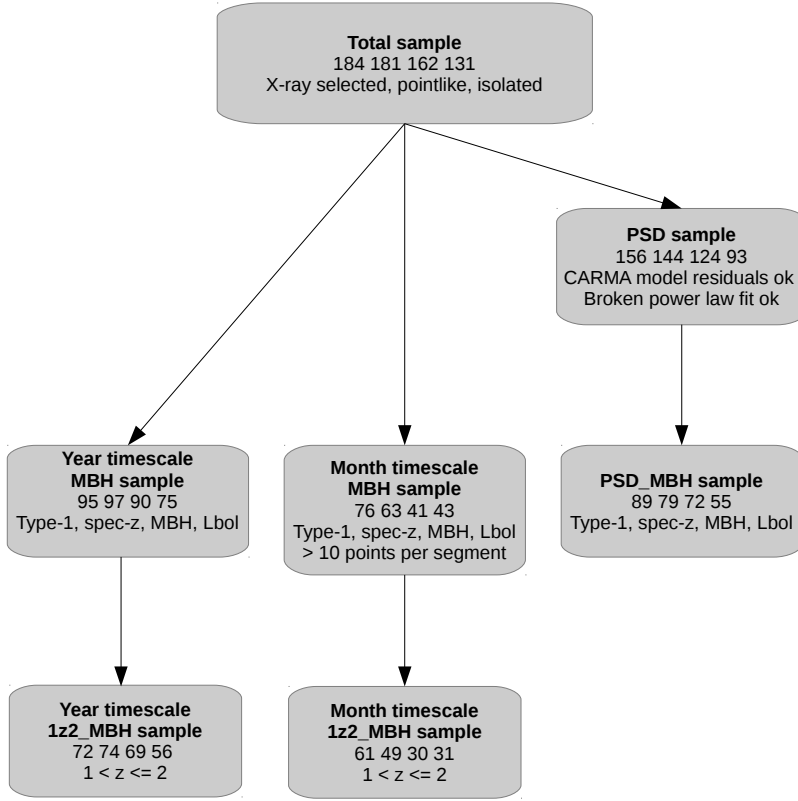 Total sample
184 181 162 131
X-ray selected, pointlike, isolated
PSD sample
156 144 124 93
CARMA model residuals ok
Broken power law fit ok
Year timescale
MBH sample
95 97 90 75
Type-1, spec-z, MBH, Lbol
Month timescale
MBH sample
76 63 41 43
Type-1, spec-z, MBH, Lbol
> 10 points per segment
PSD_MBH sample
89 79 72 55
Type-1, spec-z, MBH, Lbol
Year timescale
1z2_MBH sample
72 74 69 56
1 < z <= 2
Month timescale
1z2_MBH sample
61 49 30 31
1 < z <= 2